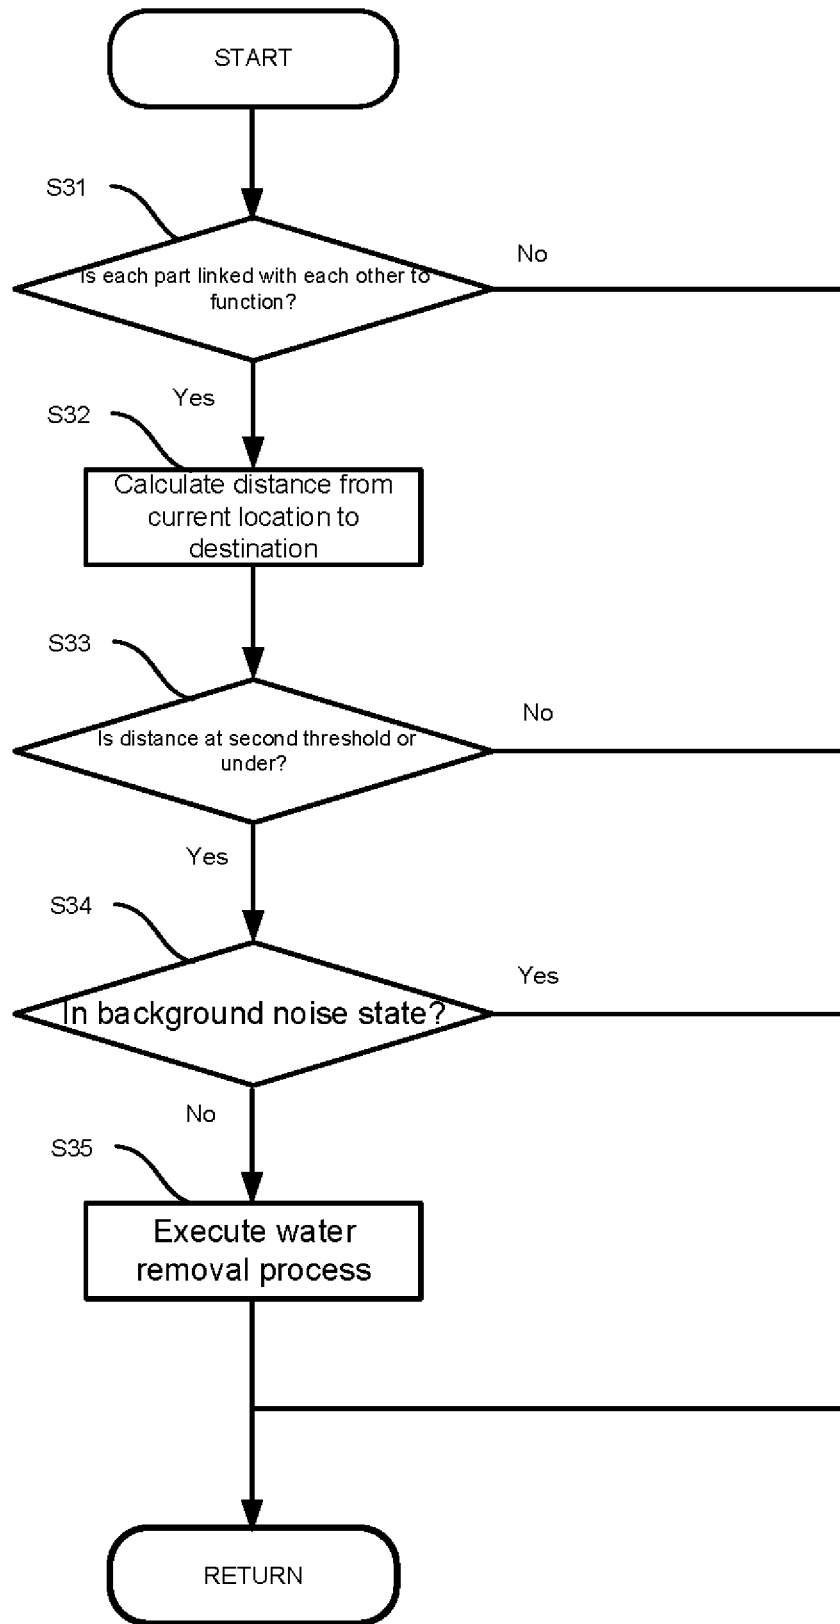 START
S31
No
Is each part linked with each other to
function?
Yes
S32
Calculate distance from
current location to
destination
S33
No
Is distance at second threshold or
under?
Yes
S34
Yes
In background noise state?
No
S35
Execute water
removal process
RETURN